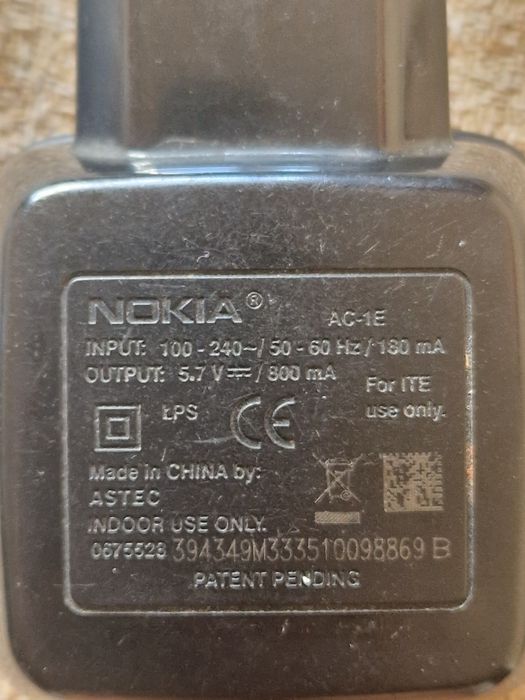 NOKIA® AC-1E
INPUT: 100 - 240~/ 50 - 60 Hz / 180 mA
OUTPUT: 5.7 V⎓/ 800 mA
For ITE
use only.
LPS CE
Made in CHINA by:
ASTEC
INDOOR USE ONLY.
0675528 394349M333510098869 B
PATENT PENDING